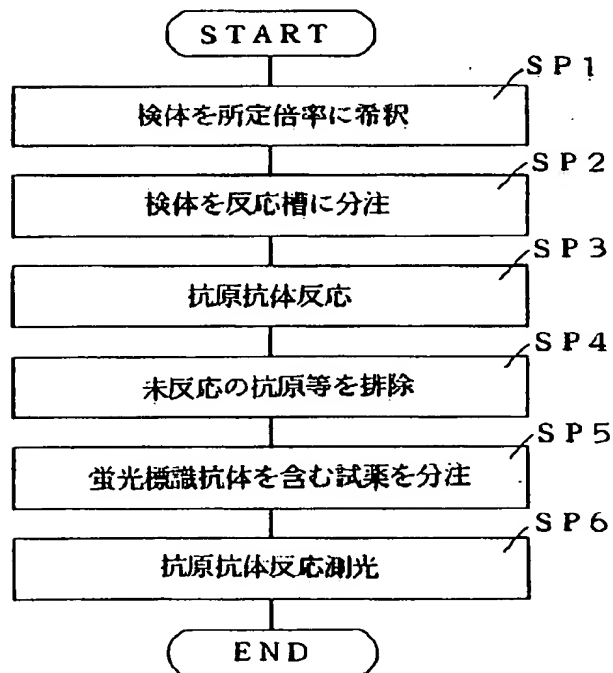 START
SP1
検体を所定倍率に希釈
SP2
検体を反応槽に分注
SP3
抗原抗体反応
SP4
未反応の抗原等を排除
SP5
蛍光標識抗体を含む試薬を分注
SP6
抗原抗体反応測光
END